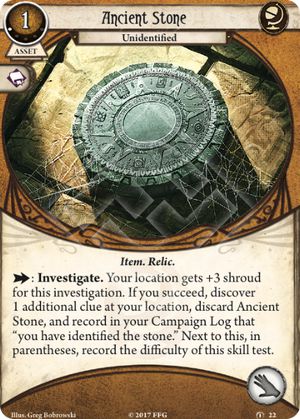 1
Ancient Stone
ASSET
Unidentified
Item. Relic.
: Investigate. Your location gets +3 shroud
for this investigation. If you succeed, discover
1 additional clue at your location, discard Ancient
Stone, and record in your Campaign Log that
"you have identified the stone." Next to this, in
parentheses, record the difficulty of this skill test.
Illus. Greg Bobrowski
© 2017 FFG
22